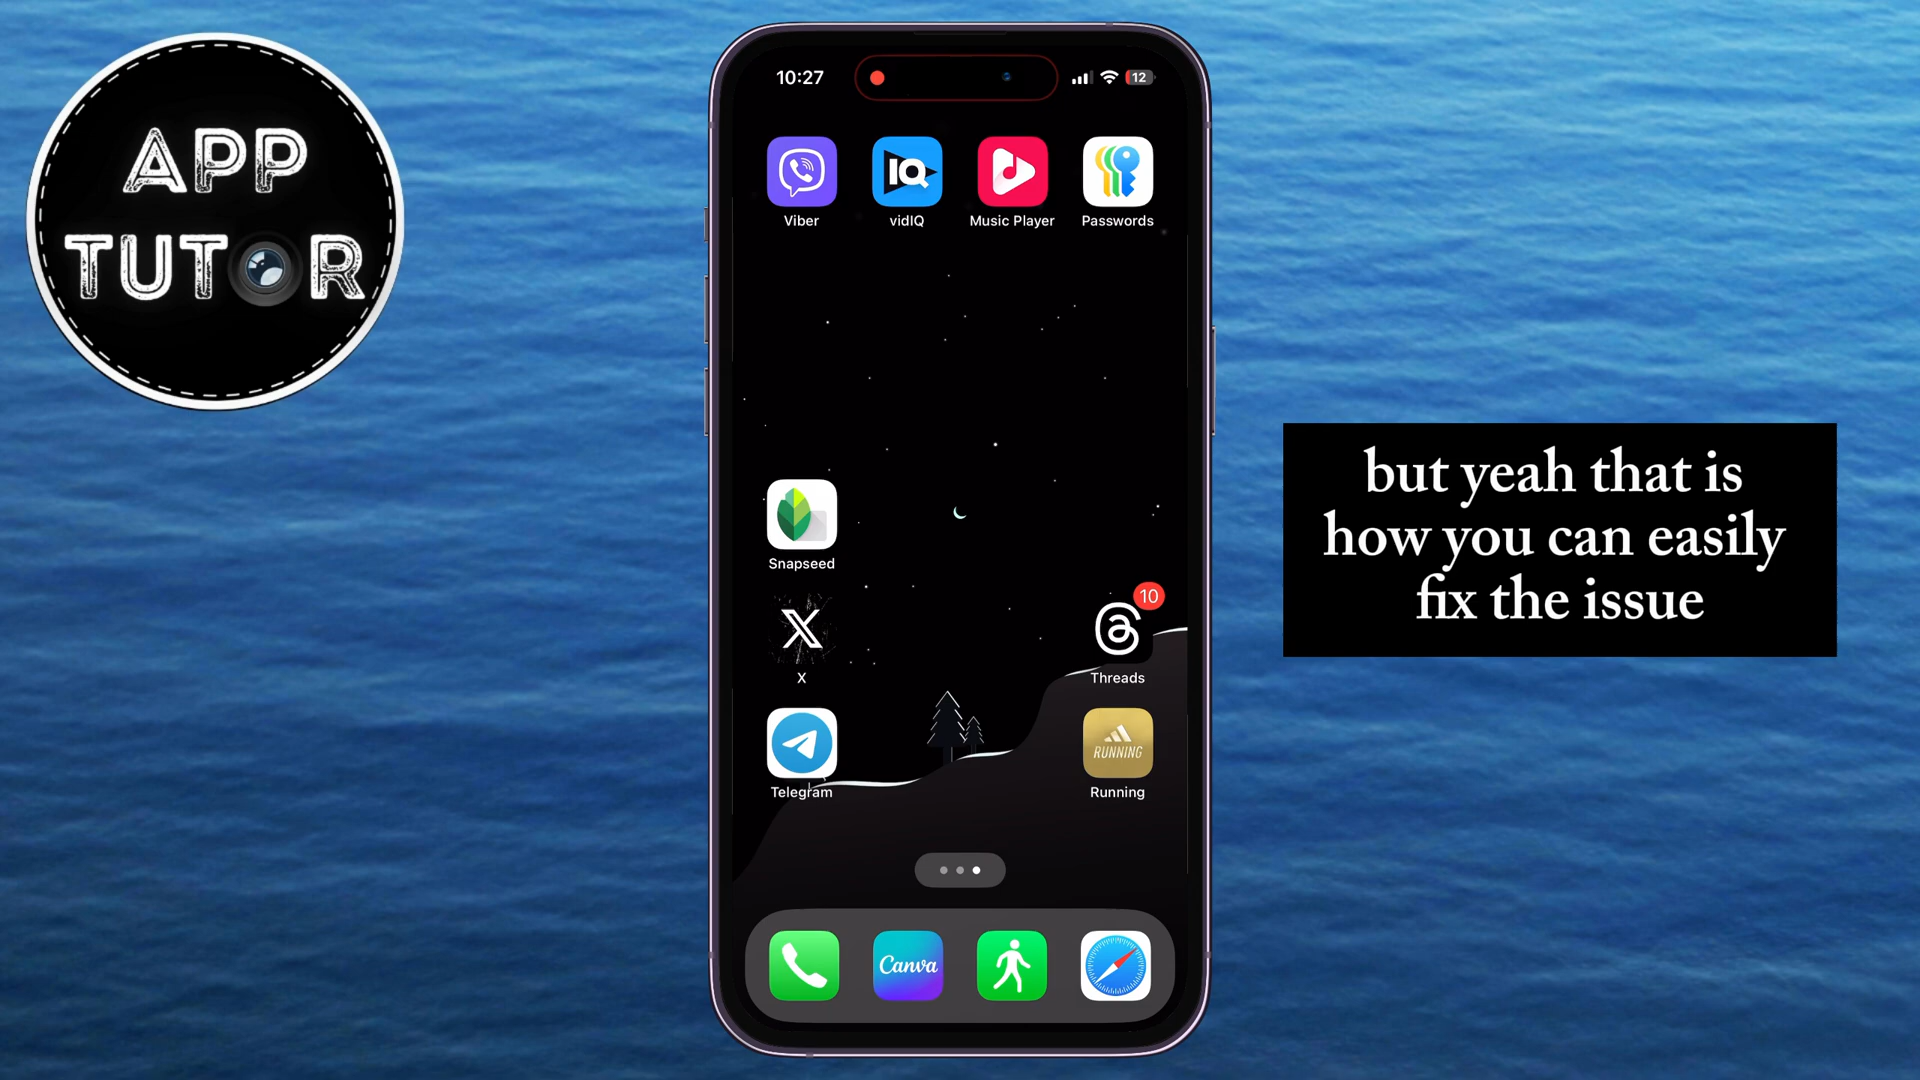 APP
TUTOR
10:27
12
Viber
vidIQ
Music Player
Passwords
IQ
Snapseed
10
X
Threads
RUNNING
Telegram
Running
Canva
but yeah that is
how you can easily
fix the issue